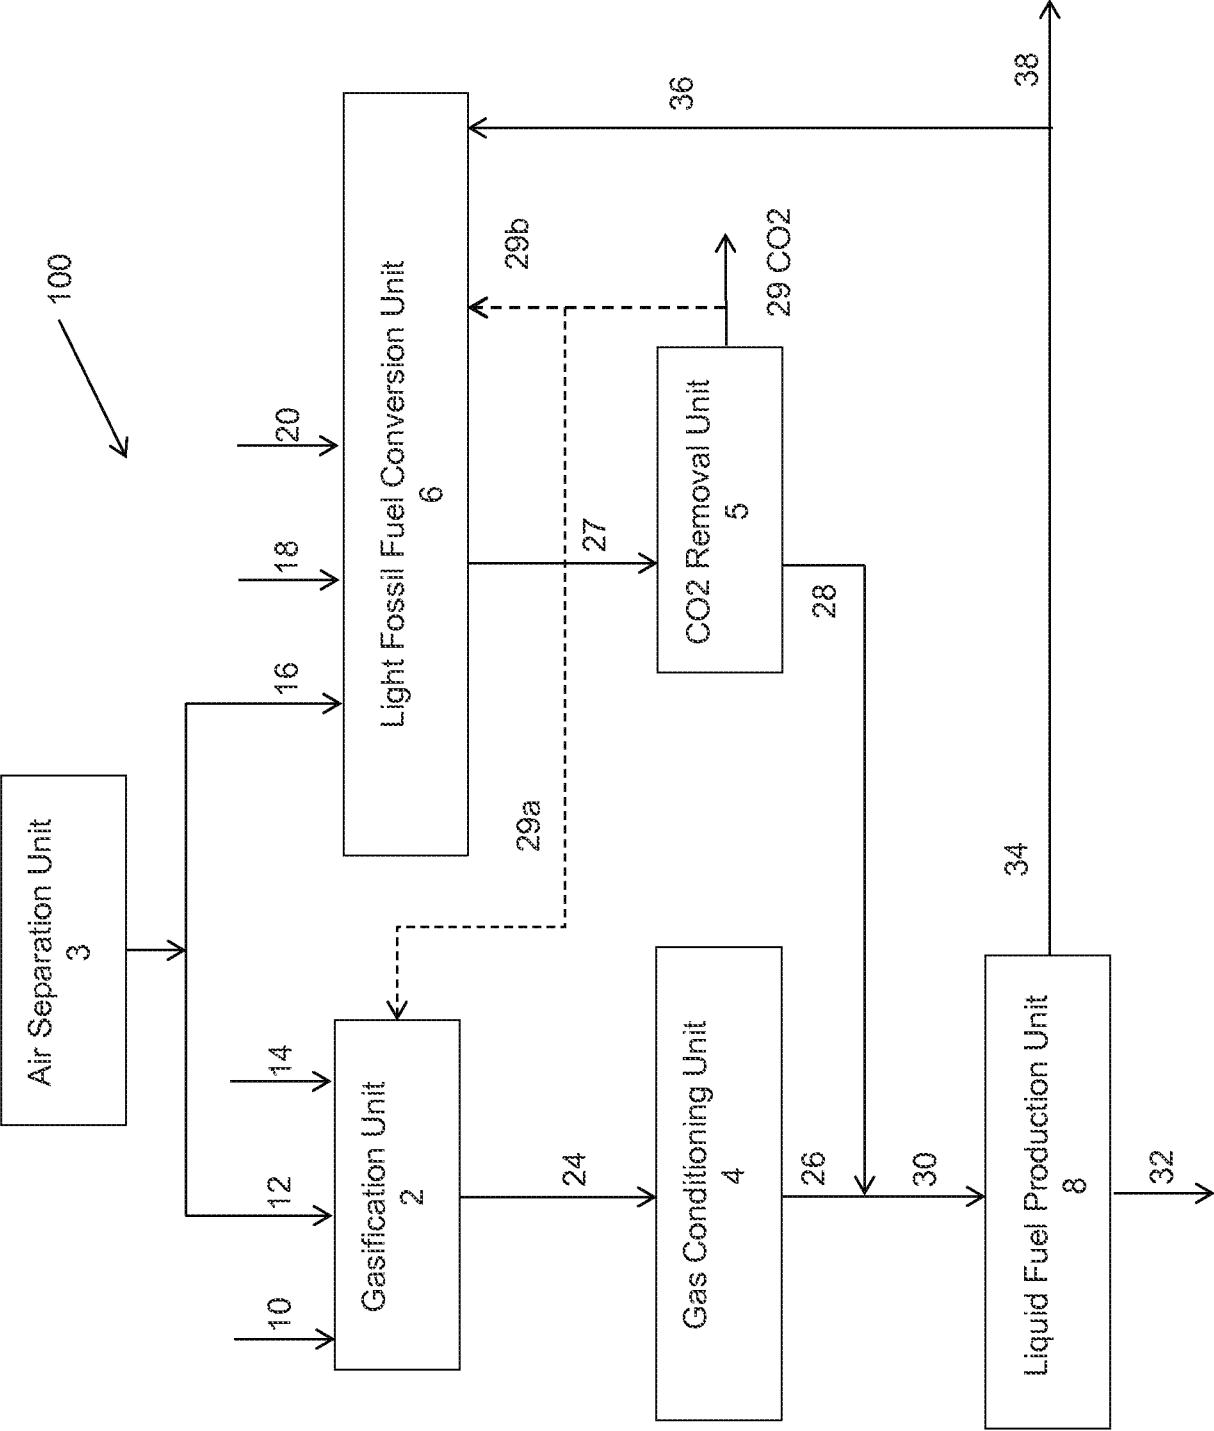 100
Air Separation Unit
3
10
12
14
16
18
20
Gasification Unit
2
Light Fossil Fuel Conversion Unit
6
24
29a
27
29b
36
Gas Conditioning Unit
4
CO2 Removal Unit
5
29 CO2
26
28
30
Liquid Fuel Production Unit
8
34
38
32